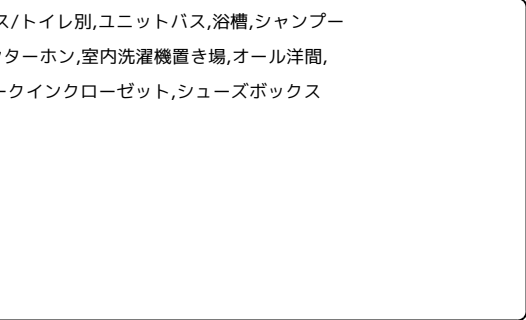 ス/トイレ別,ユニットバス,浴槽,シャンプー
ターホン,室内洗濯機置き場,オール洋間,
ークインクローゼット,シューズボックス